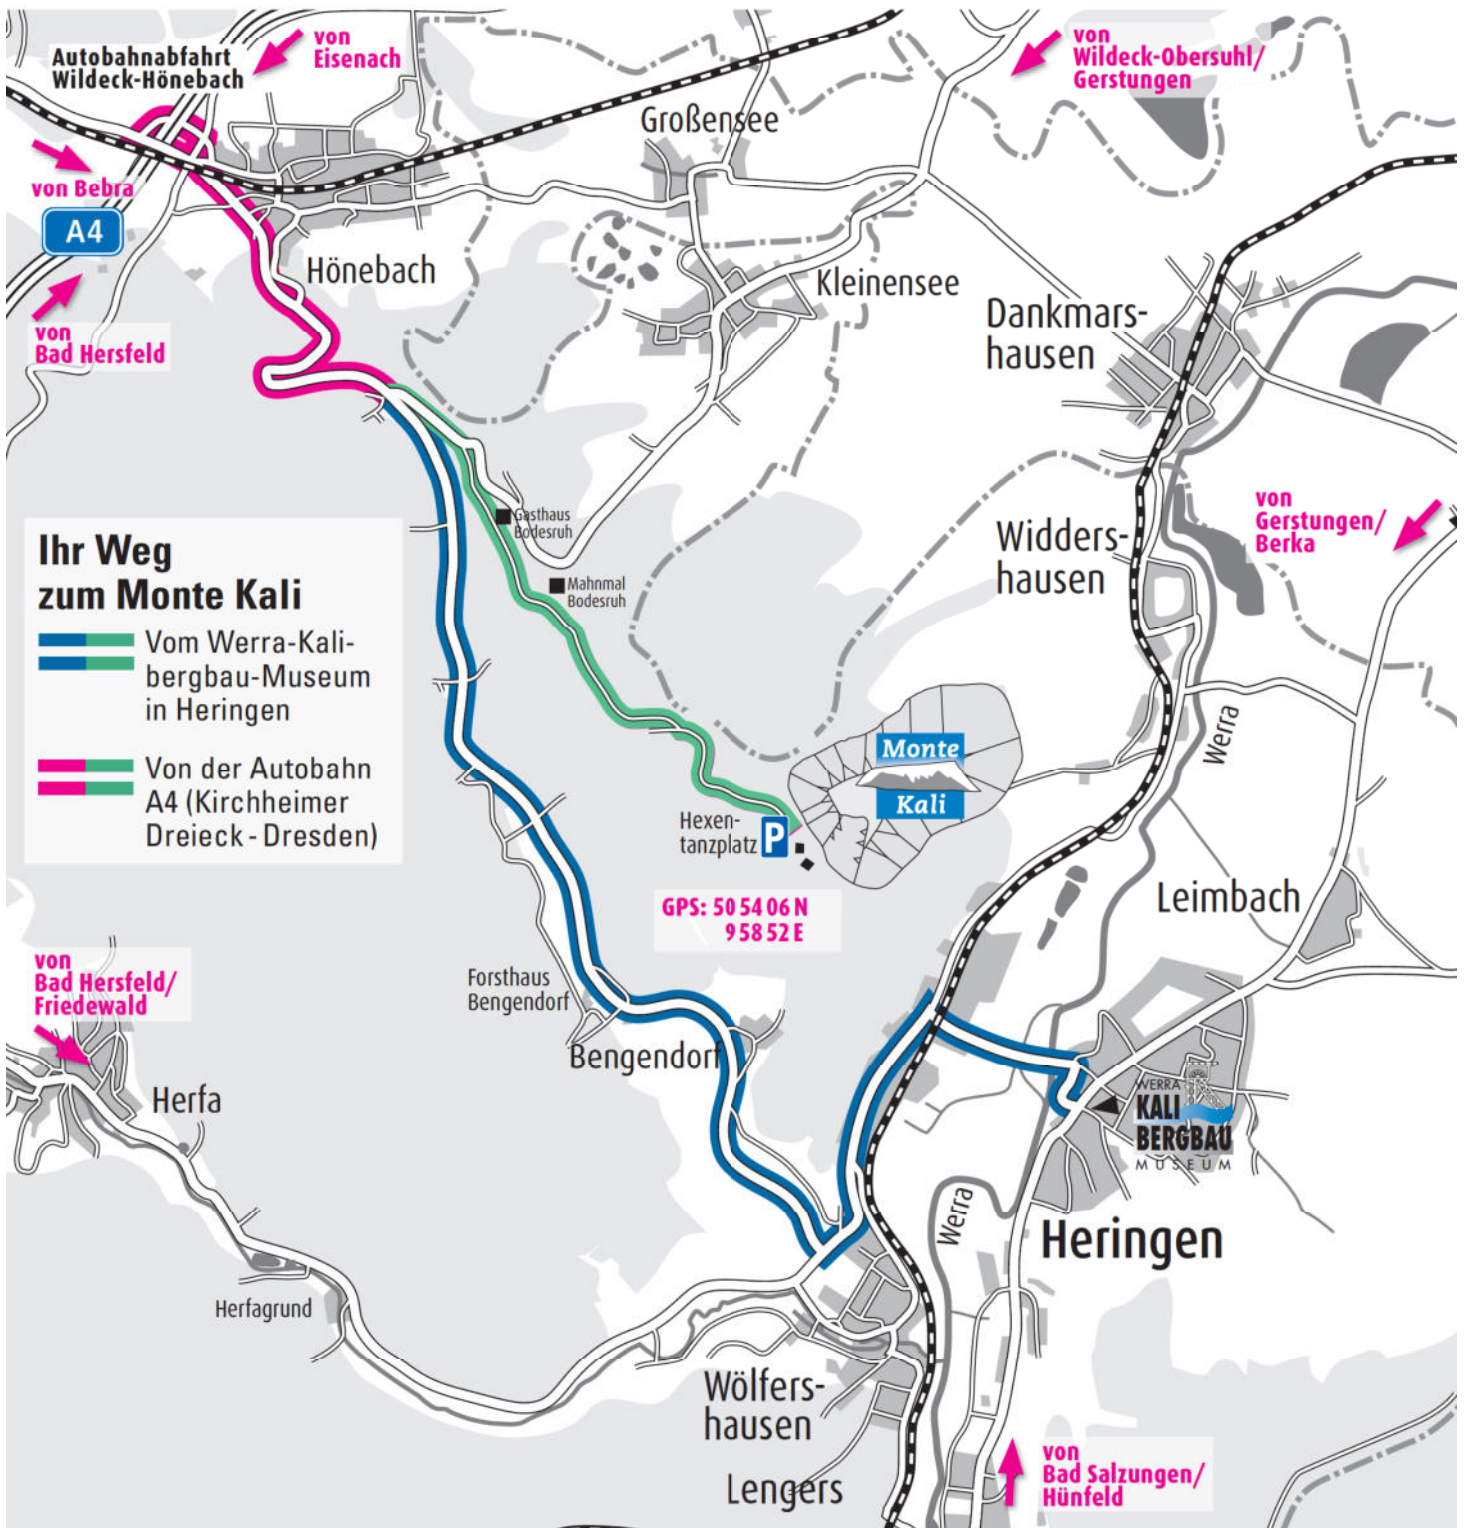 von
Eisenach
Autobahnabfahrt
Wildeck-Hönebach
von
Wildeck-Obersuhl/
Gerstungen
Großensee
von Bebra
A4
Hönebach
Kleinensee
von
Bad Hersfeld
Dankmars-
hausen
Gasthaus
Bodesruh
von
Gerstungen/
Berka
Widders-
hausen
Mahnmal
Bodesruh
Ihr Weg
zum Monte Kali
Vom Werra-Kali-
bergbau-Museum
in Heringen
Von der Autobahn
A4 (Kirchheimer
Dreieck - Dresden)
Werra
Monte
Kali
Hexen-
tanzplatz
P
GPS: 50 54 06 N
9 58 52 E
Leimbach
von
Bad Hersfeld/
Friedewald
Forsthaus
Bengendorf
Bengendorf
Herfa
WERRA
KALI
BERGBAU
MUSEUM
Werra
Heringen
Herfagrund
Wölfers-
hausen
Lengers
von
Bad Salzungen/
Hünfeld